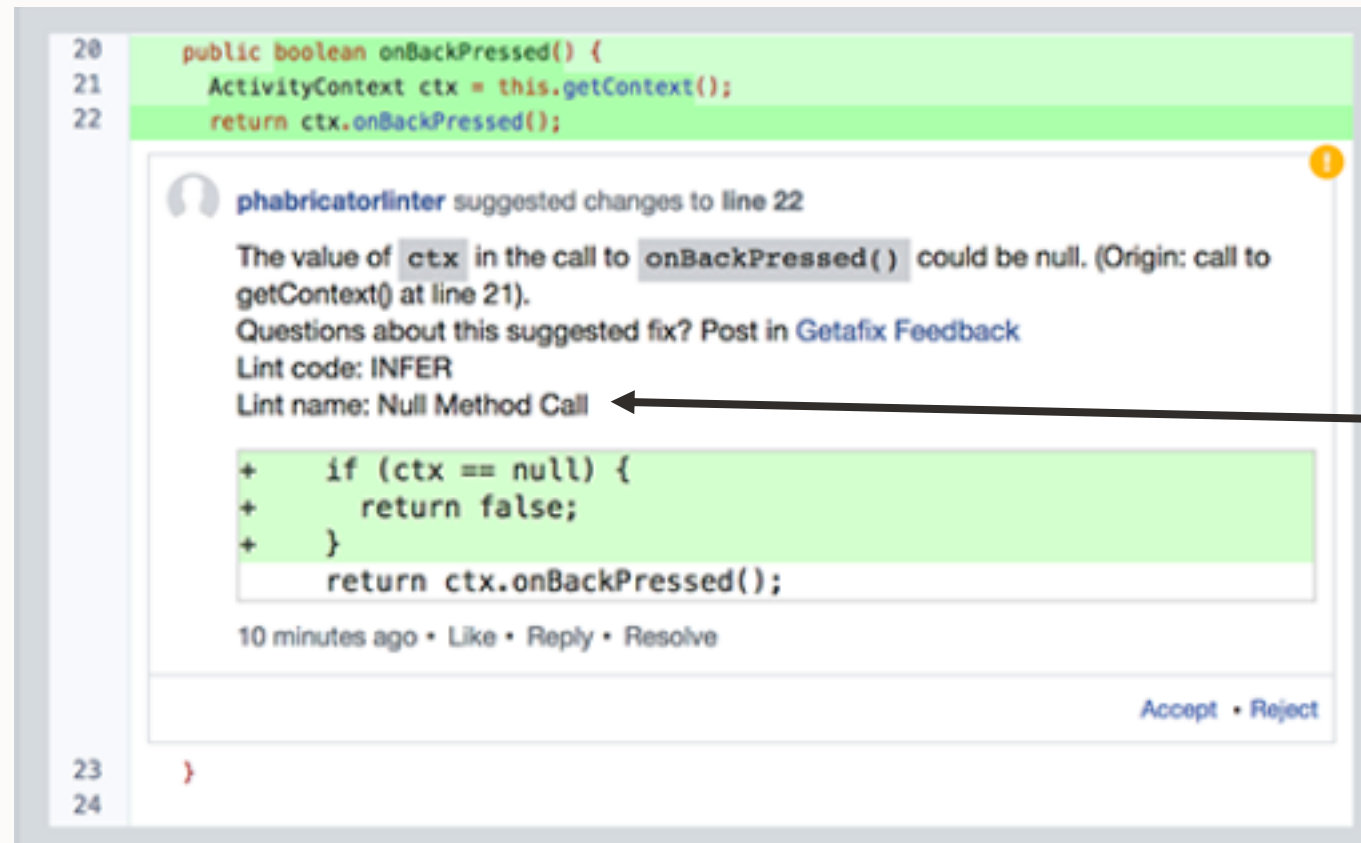 20 public boolean onBackPressed() {
21 ActivityContext ctx = this.getContext();
22 return ctx.onBackPressed();
!
phabricatorlinter suggested changes to line 22
The value of ctx in the call to onBackPressed() could be null. (Origin: call to
getContext() at line 21).
Questions about this suggested fix? Post in Getafix Feedback
Lint code: INFER
Lint name: Null Method Call
+ if (ctx == null) {
+ return false;
+ }
return ctx.onBackPressed();
10 minutes ago • Like • Reply • Resolve
Accept • Reject
23 }
24